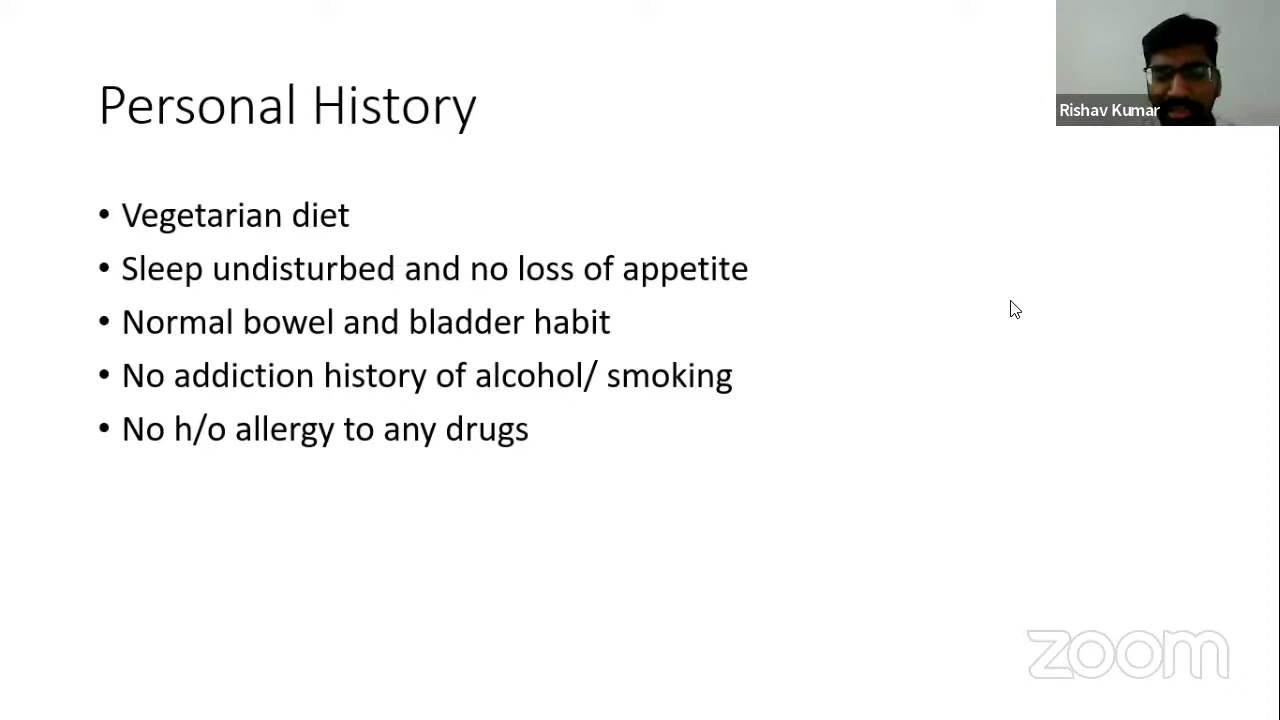 Personal History
Rishav Kumar
• Vegetarian diet
• Sleep undisturbed and no loss of appetite
• Normal bowel and bladder habit
• No addiction history of alcohol/ smoking
• No h/o allergy to any drugs
zoom